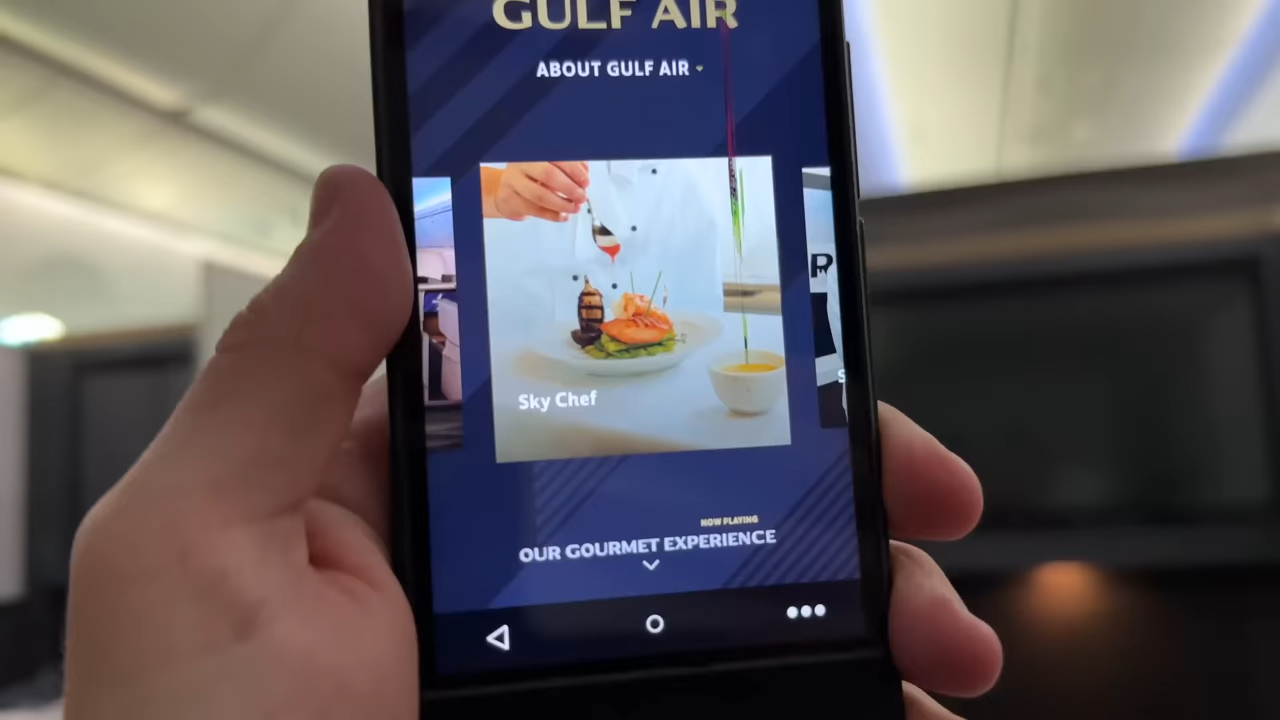 GULF AIR
ABOUT GULF AIR
R
S
Sky Chef
NOW PLAYING
OUR GOURMET EXPERIENCE